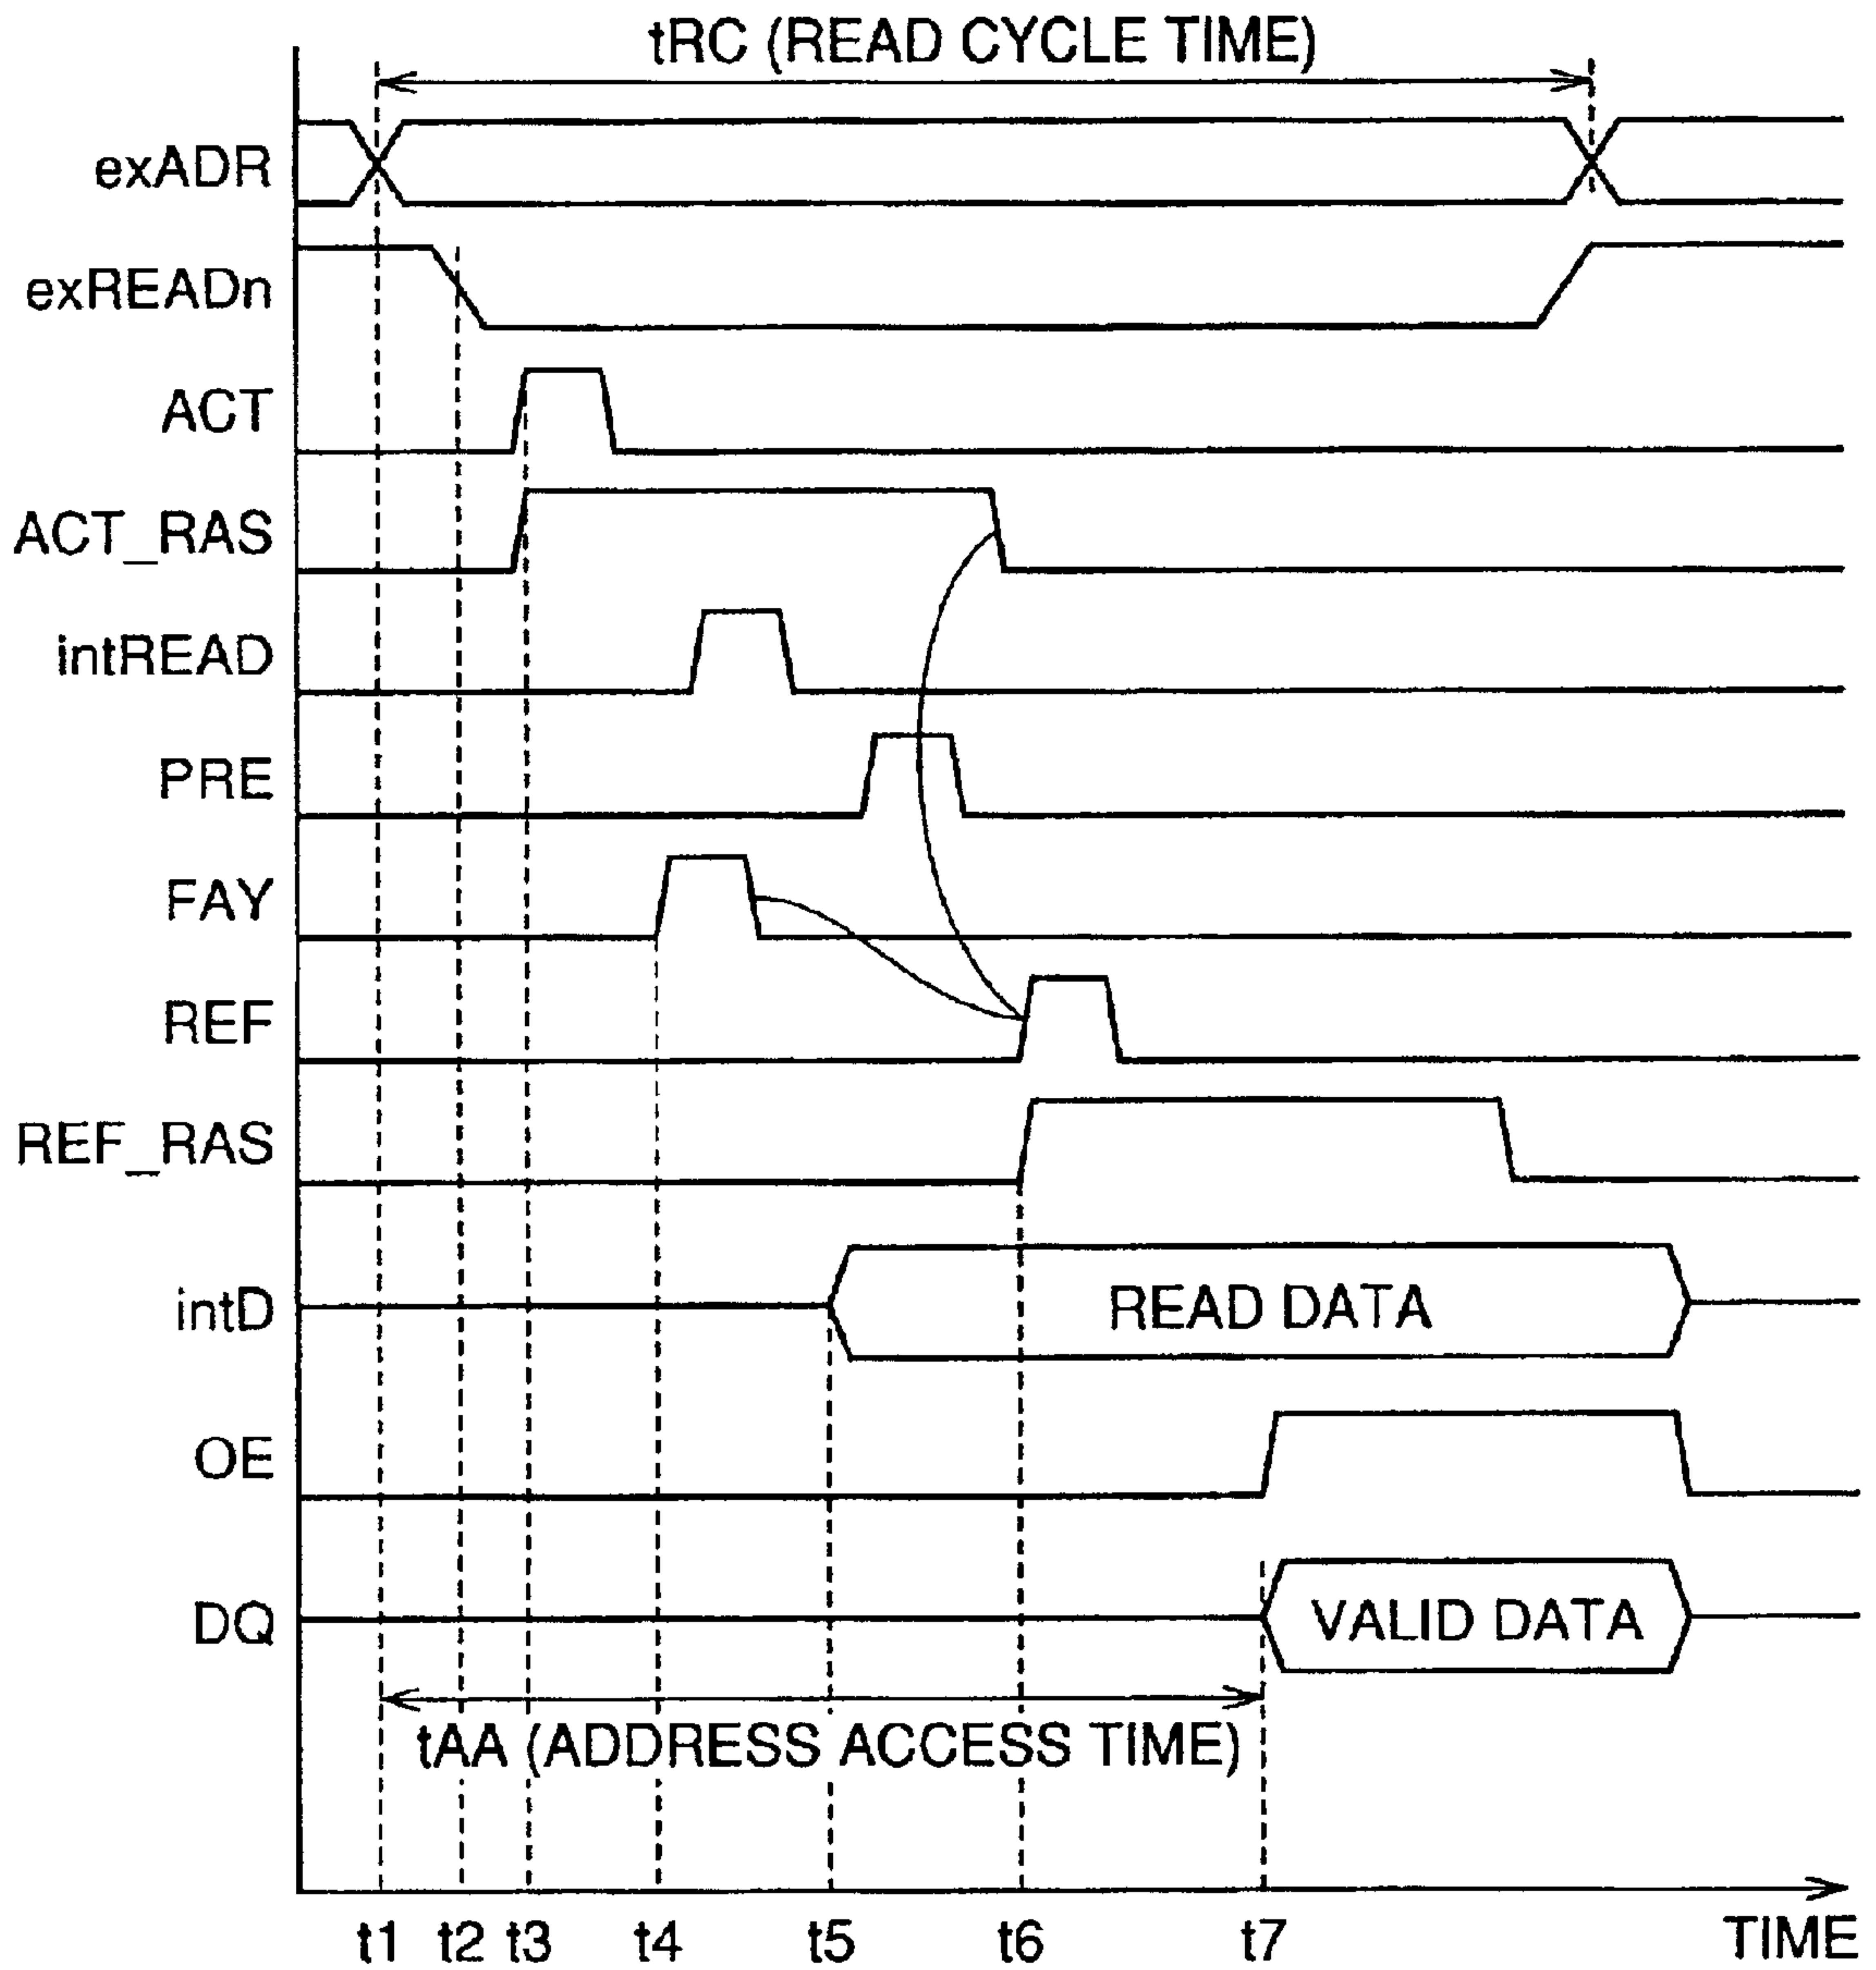 tRC (READ CYCLE TIME)
exADR
exREADn
ACT
ACT_RAS
intREAD
PRE
FAY
REF
REF_RAS
intD
READ DATA
OE
DQ
VALID DATA
tAA (ADDRESS ACCESS TIME)
t1 t2 t3 t4 t5 t6 t7 TIME